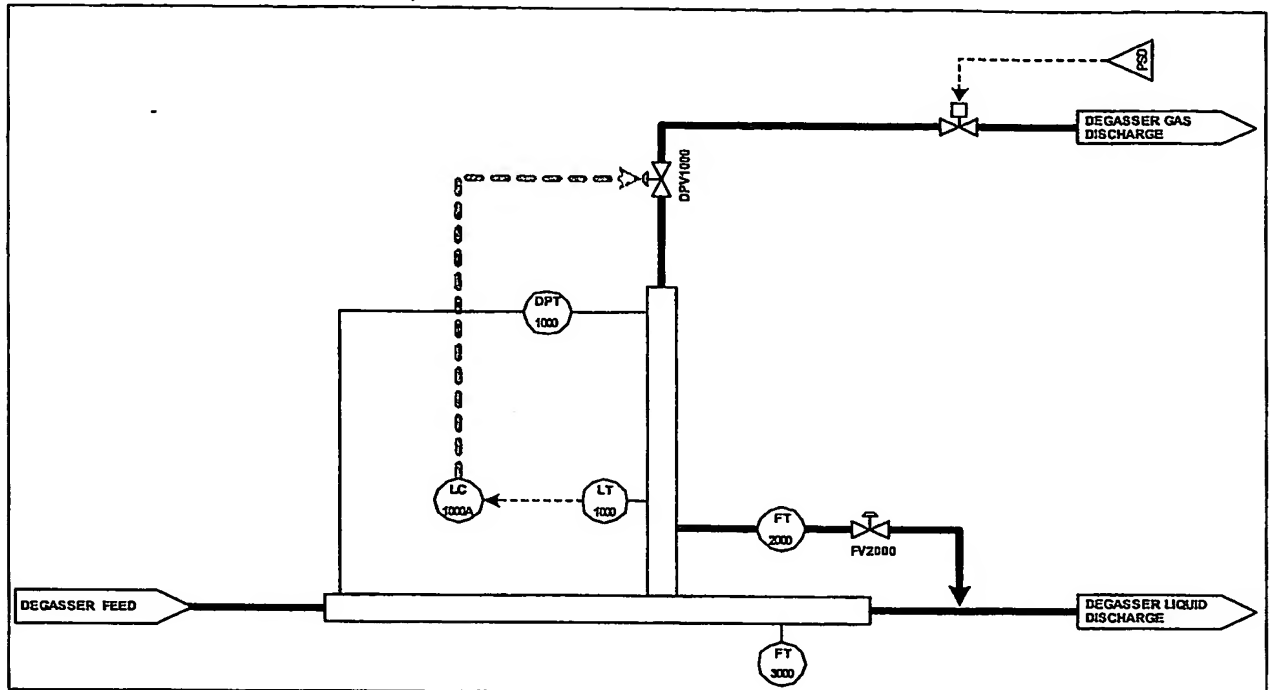 PSD
DEGASSER GAS
DISCHARGE
DPV1000
DPT
1000
LC
1000A
LT
1000
FT
2000
FV2000
DEGASSER FEED
DEGASSER LIQUID
DISCHARGE
FT
3000